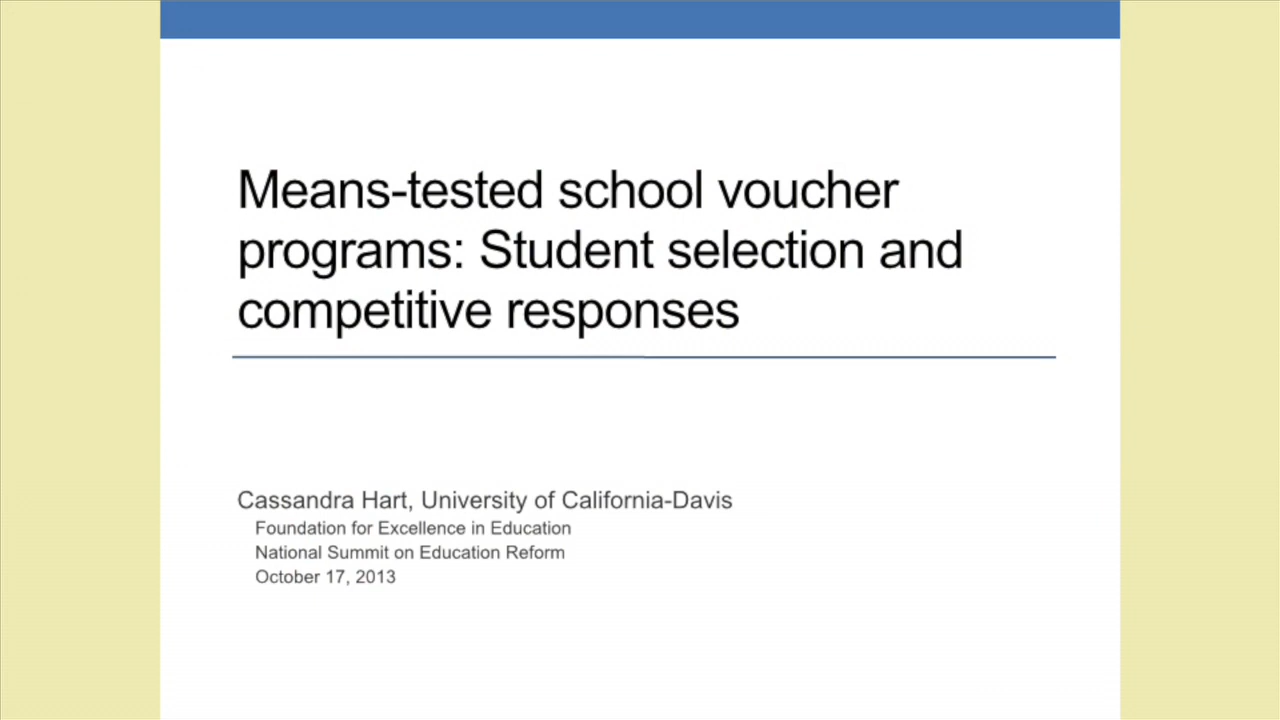 Means-tested school voucher
programs: Student selection and
competitive responses
Cassandra Hart, University of California-Davis
Foundation for Excellence in Education
National Summit on Education Reform
October 17, 2013